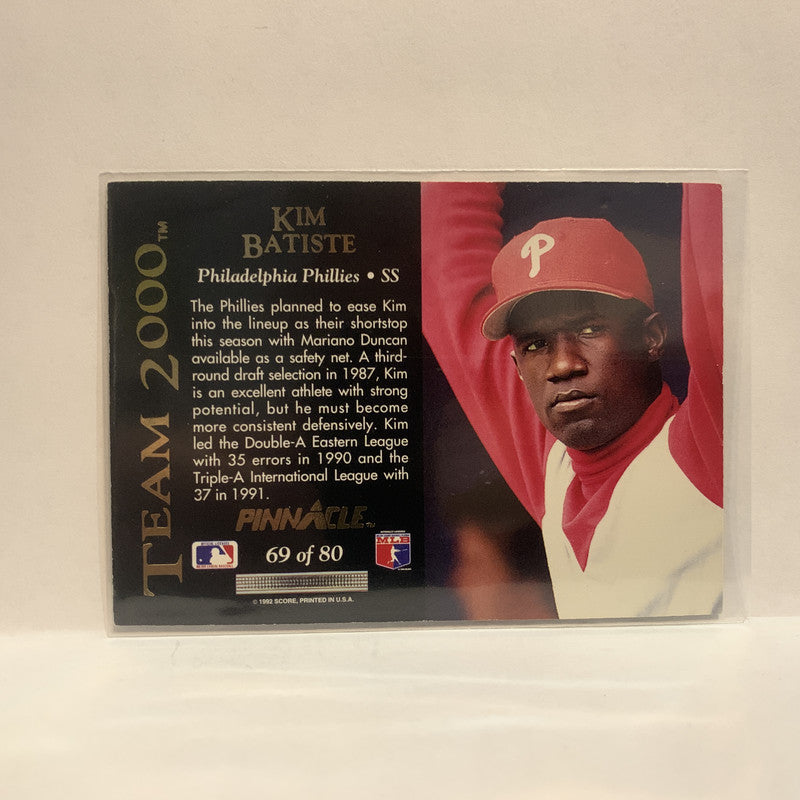 TEAM 2000™
KIM
BATISTE
Philadelphia Phillies • SS
The Phillies planned to ease Kim
into the lineup as their shortstop
this season with Mariano Duncan
available as a safety net. A third-
round draft selection in 1987, Kim
is an excellent athlete with strong
potential, but he must become
more consistent defensively. Kim
led the Double-A Eastern League
with 35 errors in 1990 and the
Triple-A International League with
37 in 1991.
PINNACLE™
69 of 80
MLB
© 1992 SCORE, PRINTED IN U.S.A.
P